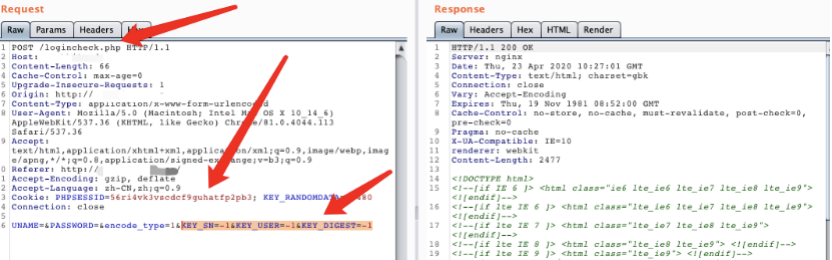 Request
Raw
Params
Headers
1 POST /logincheck.php HTTP/1.1
2 Host:
3 Content-Length: 66
4 Cache-Control: max-age=0
5 Upgrade-Insecure-Requests: 1
6 Origin: http://
7 Content-Type: application/x-www-form-urlencoded
8 User-Agent: Mozilla/5.0 (Macintosh; Intel Mac OS X 10_14_6)
AppleWebKit/537.36 (KHTML, like Gecko) Chrome/81.0.4044.113
Safari/537.36
9 Accept:
text/html,application/xhtml+xml,application/xml;q=0.9,image/webp,imag
e/apng,*/*;q=0.8,application/signed-exchange;v=b3;q=0.9
0 Referer: http://
1 Accept-Encoding: gzip, deflate
2 Accept-Language: zh-CN,zh;q=0.9
3 Cookie: PHPSESSID=56ri4vk3vscdcf9guhatfp2pb3; KEY_RANDOMDATA=
4 Connection: close
5
6 UNAME=&PASSWORD=&encode_type=1&KEY_SN=-1&KEY_USER=-1&KEY_DIGEST=-1
Response
Raw
Headers
Hex
HTML
Render
1 HTTP/1.1 200 OK
2 Server: nginx
3 Date: Thu, 23 Apr 2020 10:27:01 GMT
4 Content-Type: text/html; charset=gbk
5 Connection: close
6 Vary: Accept-Encoding
7 Expires: Thu, 19 Nov 1981 08:52:00 GMT
8 Cache-Control: no-store, no-cache, must-revalidate, post-check=0,
pre-check=0
9 Pragma: no-cache
10 X-UA-Compatible: IE=10
11 renderer: webkit
12 Content-Length: 2477
13
14 <!DOCTYPE html>
15 <!--[if IE 6 ]> <html class="ie6 lte_ie6 lte_ie7 lte_ie8 lte_ie9">
<![endif]-->
16 <!--[if lte IE 6 ]> <html class="lte_ie6 lte_ie7 lte_ie8 lte_ie9">
<![endif]-->
17 <!--[if lte IE 7 ]> <html class="lte_ie7 lte_ie8 lte_ie9">
<![endif]-->
18 <!--[if lte IE 8 ]> <html class="lte_ie8 lte_ie9"> <![endif]-->
19 <!--[if lte IE 9 ]> <html class="lte_ie9"> <![endif]-->